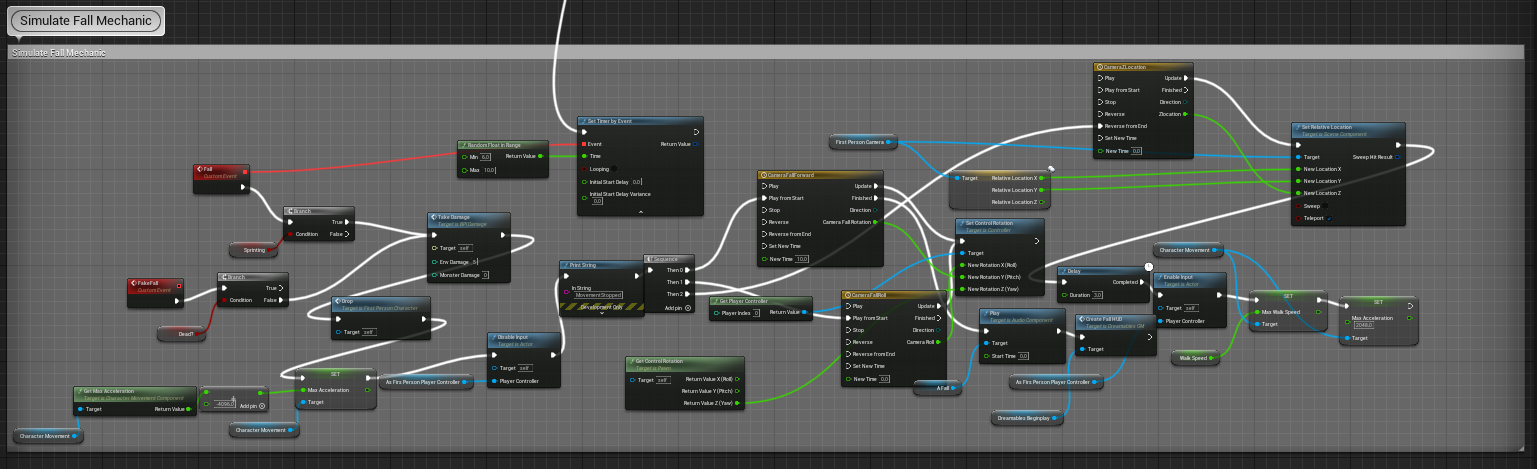 Simulate Fall Mechanic
Simulate Fall Mechanic
Fall
Custom Event
Branch
True
Condition
False
Sprinting
FakeFall
Custom Event
Branch
True
Condition
False
Dead?
Take Damage
Target is BPI Damage
Target self
Env Damage 5
Monster Damage 0
Drop
Target is First Person Character
Target self
Get Max Acceleration
Target is Character Movement Component
Target
Return Value
Character Movement
-4096.0
Add pin
Character Movement
SET
Max Acceleration
Target
As Firs Person Player Controller
Disable Input
Target is Actor
Target self
Player Controller
Random Float in Range
Min 6.0
Return Value
Max 10.0
Set Timer by Event
Event
Return Value
Time
Looping
Initial Start Delay 0.0
Initial Start Delay Variance
0.0
Print String
In String
MovementStopped
Development Only
Sequence
Then 0
Then 1
Then 2
Add pin
Get Control Rotation
Target is Pawn
Target self
Return Value X (Roll)
Return Value Y (Pitch)
Return Value Z (Yaw)
Get Player Controller
Player Index 0
Return Value
CameraFallForward
Play
Update
Play from Start
Finished
Stop
Direction
Reverse
Camera Fall Rotation
Reverse from End
Set New Time
New Time 10.0
CameraFallRoll
Play
Update
Play from Start
Finished
Stop
Direction
Reverse
Camera Roll
Reverse from End
Set New Time
New Time 0.0
First Person Camera
Target
Relative Location X
Relative Location Y
Relative Location Z
Set Control Rotation
Target is Controller
Target
New Rotation X (Roll)
New Rotation Y (Pitch)
New Rotation Z (Yaw)
CameraZLocation
Play
Update
Play from Start
Finished
Stop
Direction
Reverse
Zlocation
Reverse from End
Set New Time
New Time 0.0
Set Relative Location
Target is Scene Component
Target
Sweep Hit Result
New Location X
New Location Y
New Location Z
Sweep
Teleport
Delay
Completed
Duration 3.0
Play
Target is Audio Component
Target
Start Time 0.0
A Fall
Create Fall HUD
Target is Dreamables GM
Target
As Firs Person Player Controller
Dreamables Beginplay
Character Movement
Enable Input
Target is Actor
Target self
Player Controller
SET
Max Walk Speed
Target
Walk Speed
SET
Max Acceleration
2048.0
Target